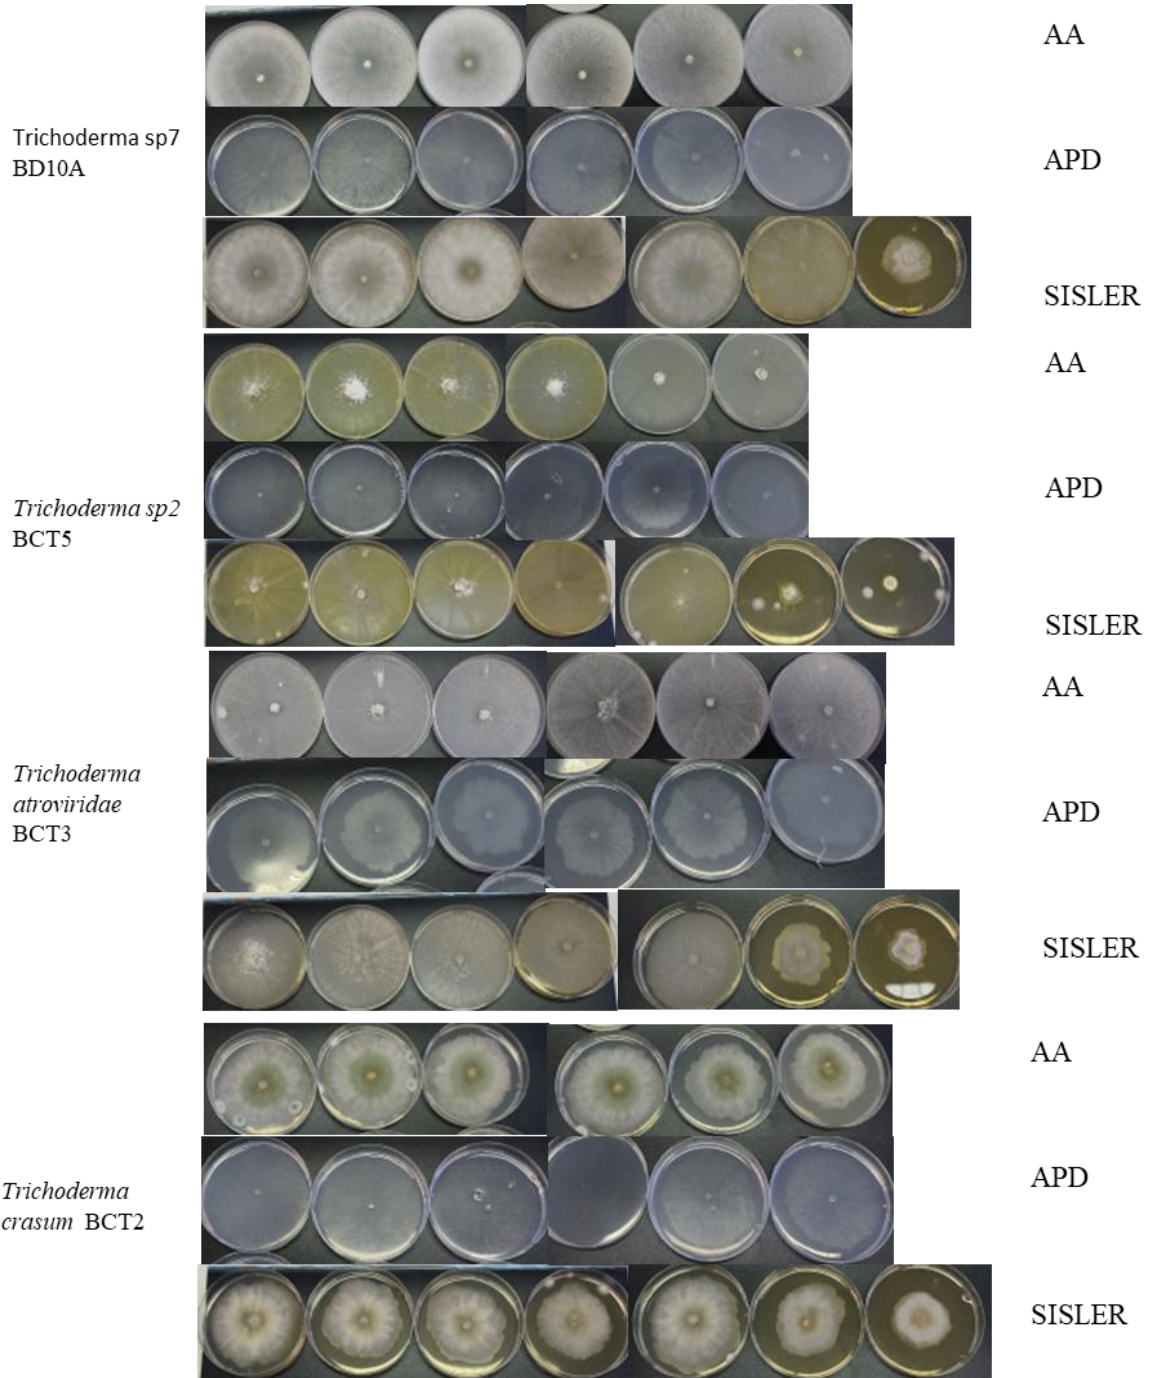 AA
Trichoderma sp7
BD10A
APD
SISLER
AA
APD
Trichoderma sp2
BCT5
SISLER
AA
Trichoderma
atroviridae
BCT3
APD
SISLER
AA
APD
Trichoderma
crasum BCT2
SISLER